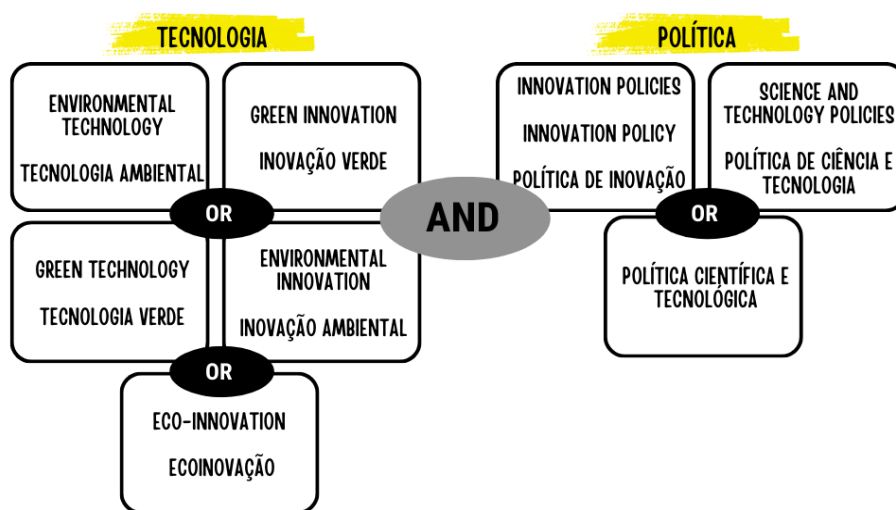 TECNOLOGIA
ENVIRONMENTAL
TECHNOLOGY
TECNOLOGIA AMBIENTAL
GREEN INNOVATION
INOVAÇÃO VERDE
OR
GREEN TECHNOLOGY
TECNOLOGIA VERDE
ENVIRONMENTAL
INNOVATION
INOVAÇÃO AMBIENTAL
OR
ECO-INNOVATION
ECOINOVAÇÃO
AND
POLÍTICA
INNOVATION POLICIES
INNOVATION POLICY
POLÍTICA DE INOVAÇÃO
SCIENCE AND
TECHNOLOGY POLICIES
POLÍTICA DE CIÊNCIA E
TECNOLOGIA
OR
POLÍTICA CIENTÍFICA E
TECNOLÓGICA